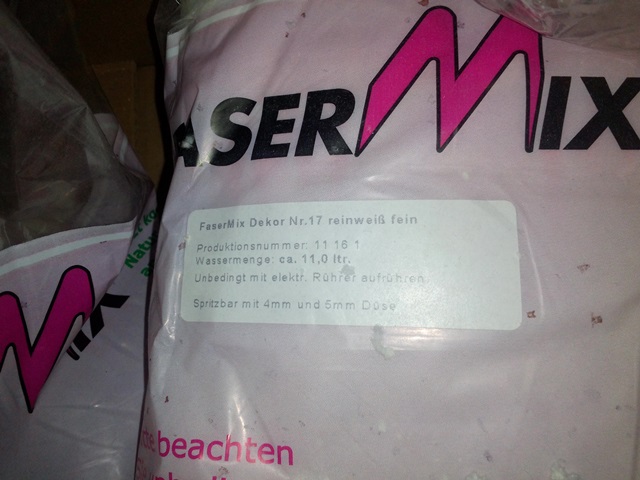 FASERMIX
FaserMix Dekor Nr.17 reinweiß fein
Produktionsnummer: 11 16 1
Wassermenge: ca. 11,0 ltr.
Unbedingt mit elektr. Rührer aufrühren
Spritzbar mit 4mm und 5mm Düse
beachten